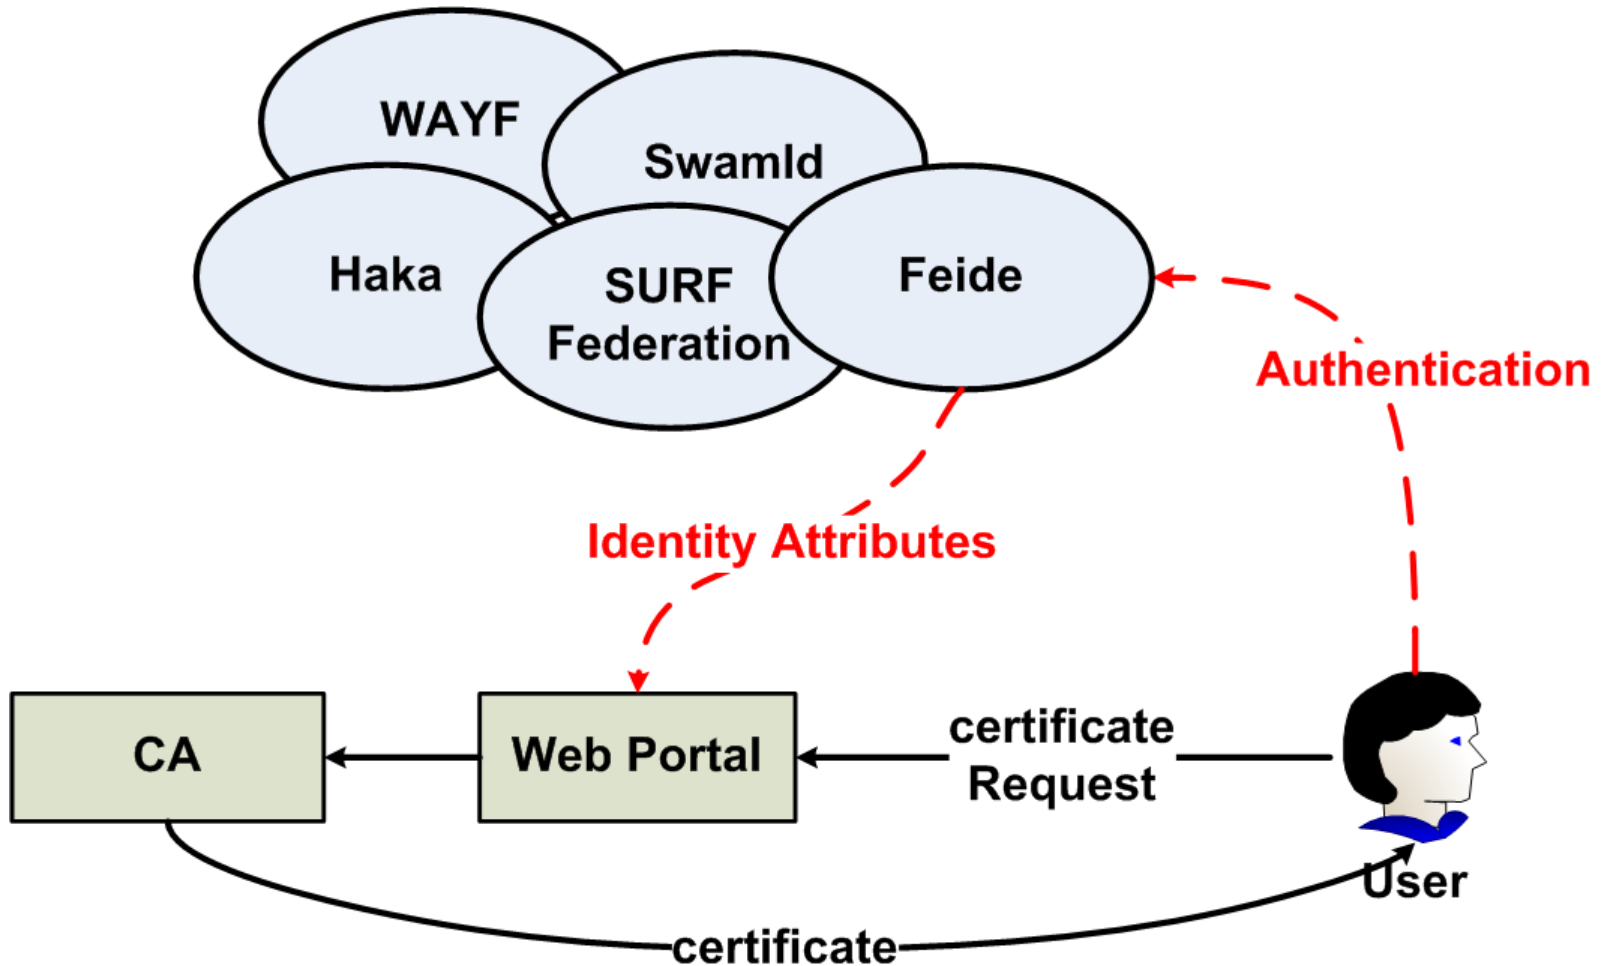 WAYF
SwamId
Haka
SURF
Federation
Feide
Authentication
Identity Attributes
CA
Web Portal
certificate
Request
User
certificate